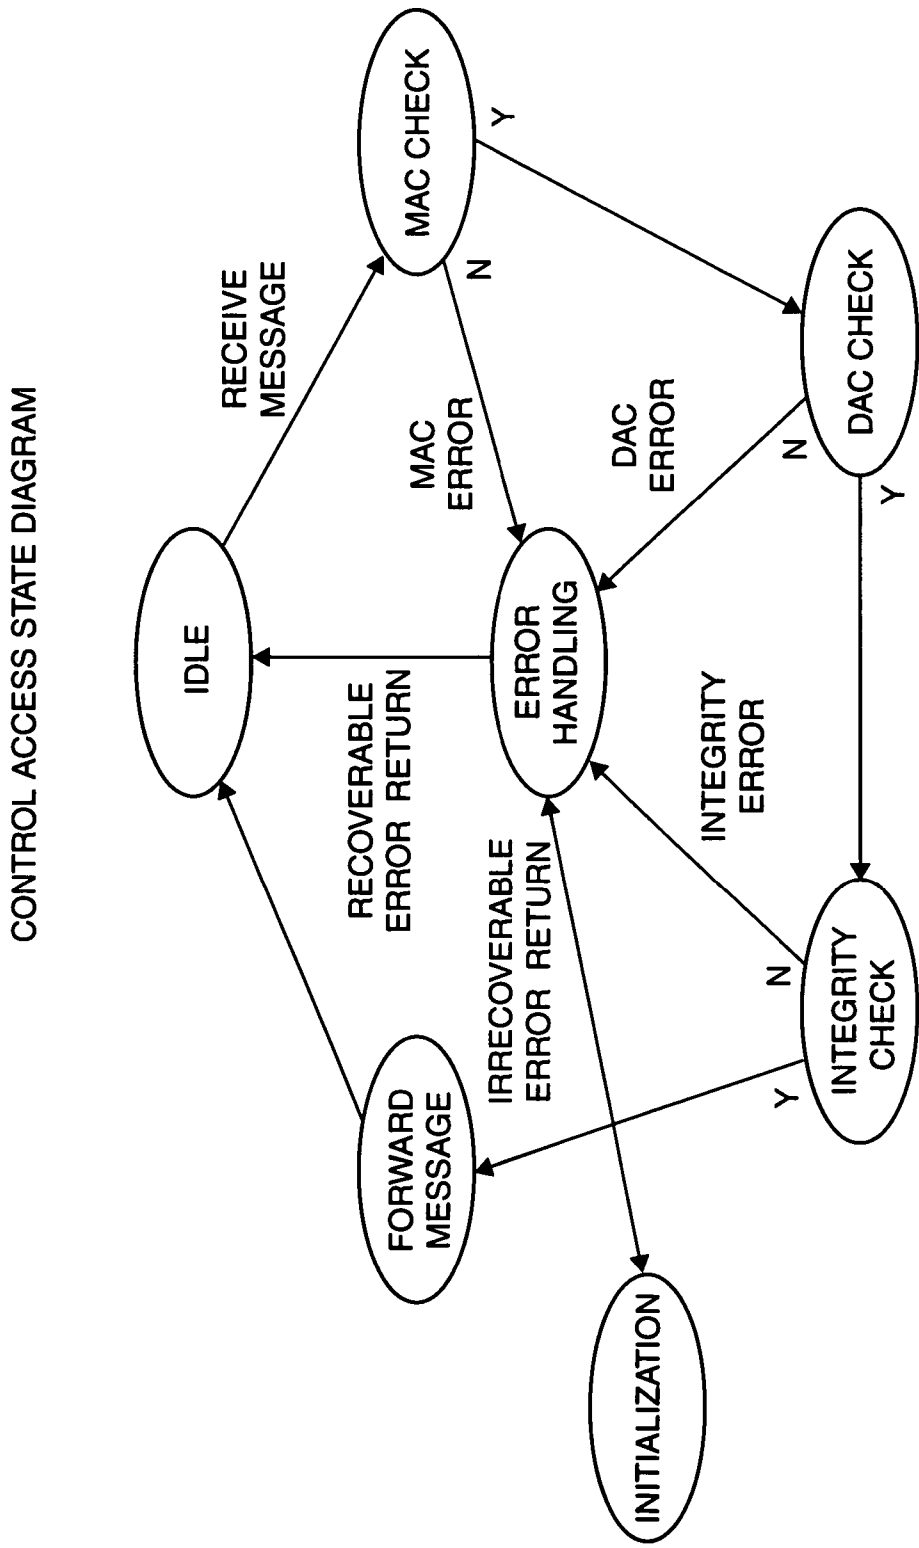 CONTROL ACCESS STATE DIAGRAM
IDLE
RECEIVE
MESSAGE
MAC CHECK
FORWARD
MESSAGE
RECOVERABLE
ERROR RETURN
MAC
ERROR
N
Y
IRRECOVERABLE
ERROR RETURN
ERROR
HANDLING
DAC
ERROR
INITIALIZATION
INTEGRITY
ERROR
Y
N
N
INTEGRITY
CHECK
DAC CHECK
Y